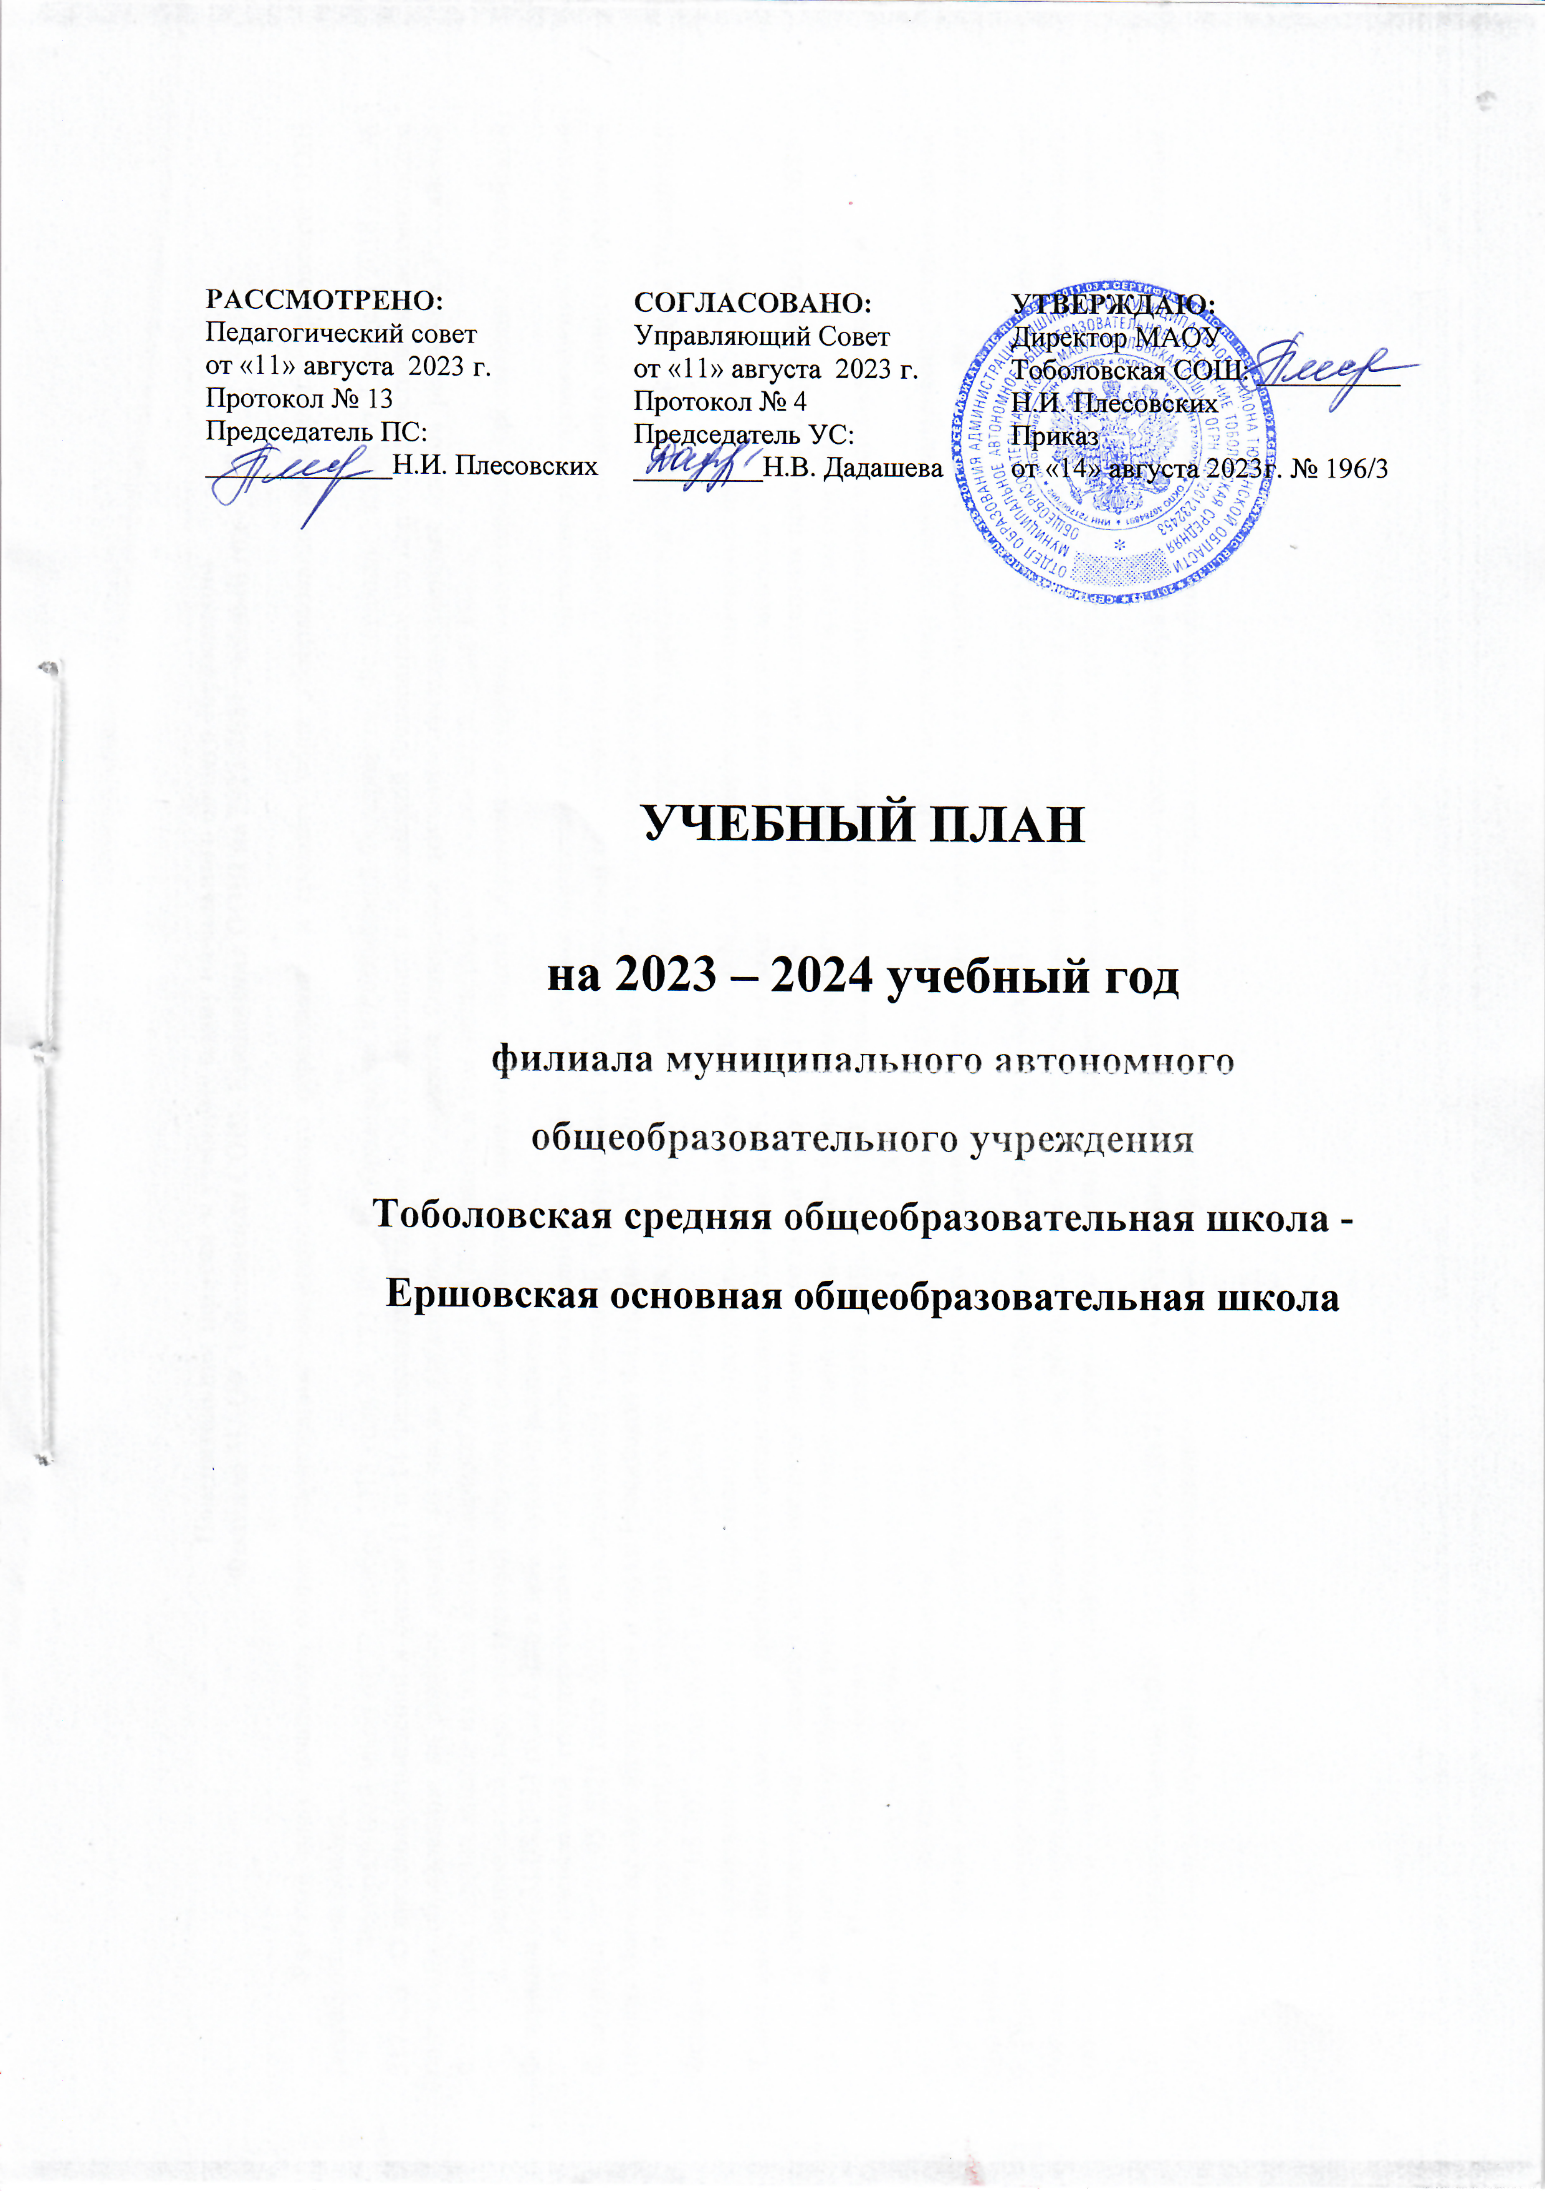 РАССМОТРЕНО:
Педагогический совет
от «11» августа 2023 г.
Протокол № 13
Председатель ПС:
Н.И. Плесовских
СОГЛАСОВАНО:
Управляющий Совет
от «11» августа 2023 г.
Протокол № 4
Председатель УС:
Н.В. Дадашева
УТВЕРЖДАЮ:
Директор МАОУ
Тоболовская СОШ:
Н.И. Плесовских
Приказ
от «14» августа 2023г. № 196/3
УЧЕБНЫЙ ПЛАН
на 2023 – 2024 учебный год
филиала муниципального автономного
общеобразовательного учреждения
Тоболовская средняя общеобразовательная школа -
Ершовская основная общеобразовательная школа